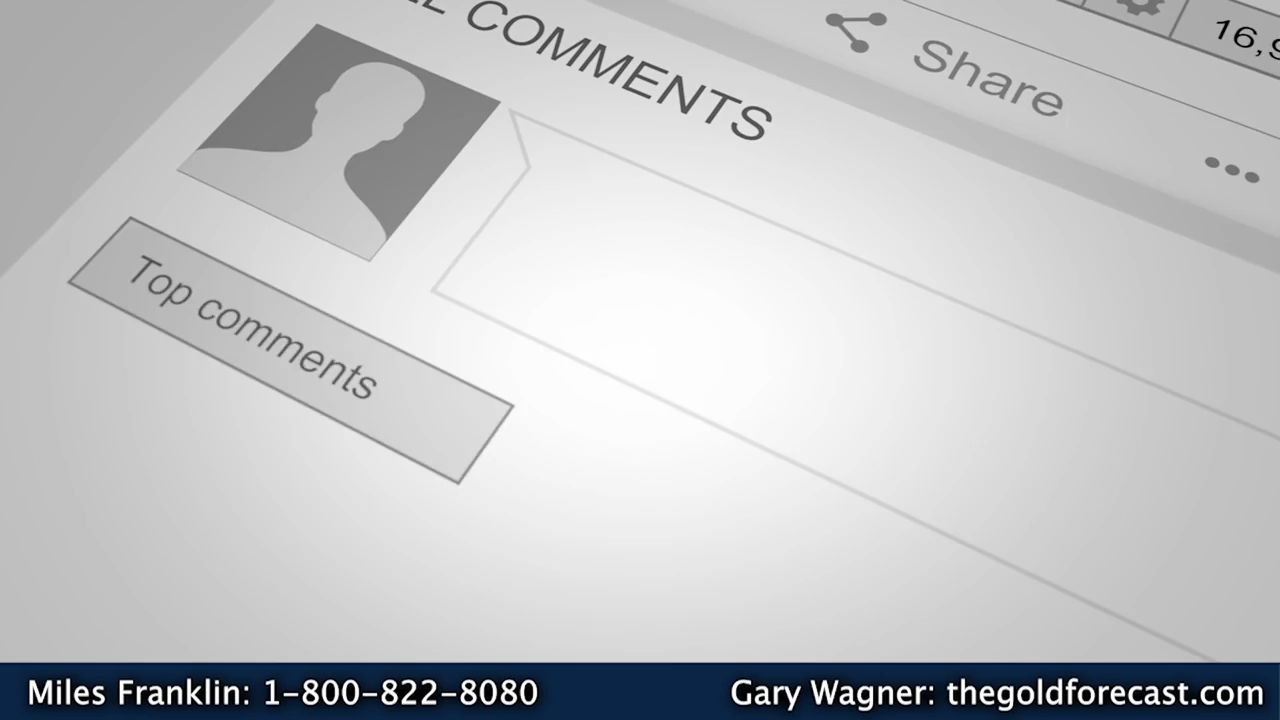 COMMENTS
Share
Top comments
Miles Franklin: 1-800-822-8080
Gary Wagner: thegoldforecast.com